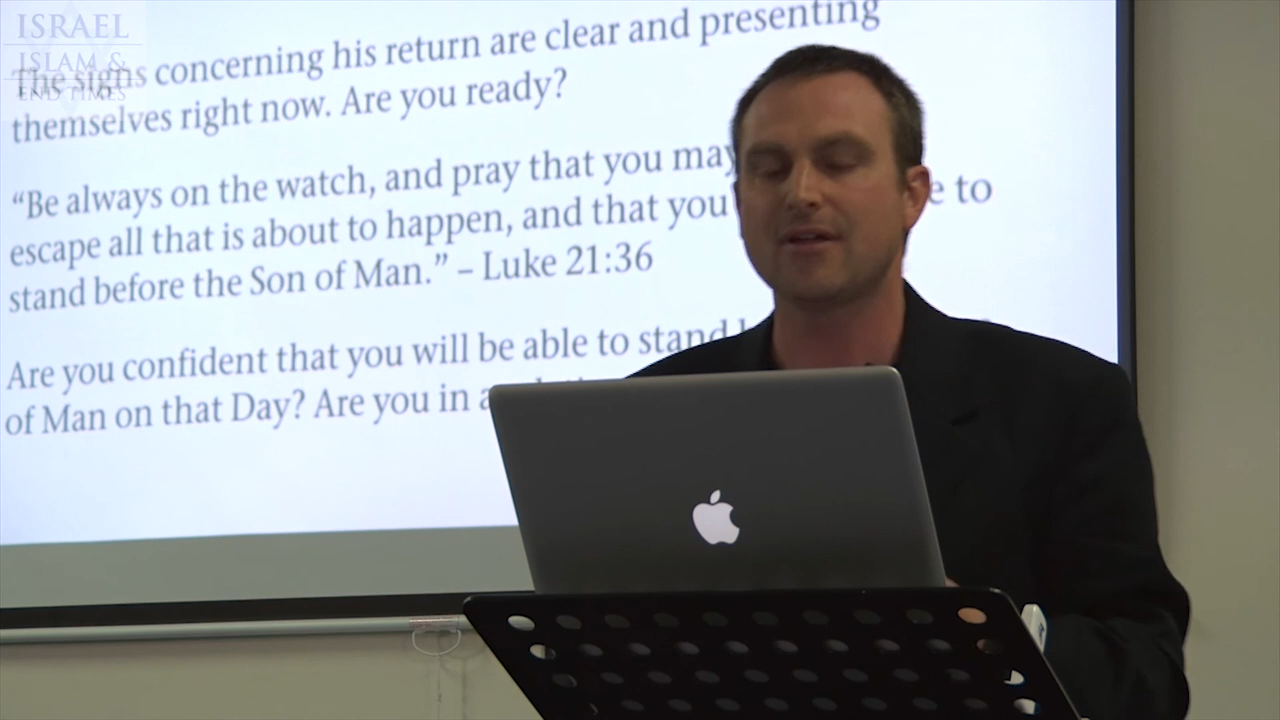 ISRAEL
ISLAM &
END TIMES
The signs concerning his return are clear and presenting
themselves right now. Are you ready?
“Be always on the watch, and pray that you may
escape all that is about to happen, and that you to
stand before the Son of Man.” – Luke 21:36
Are you confident that you will be able to stand
of Man on that Day? Are you in a